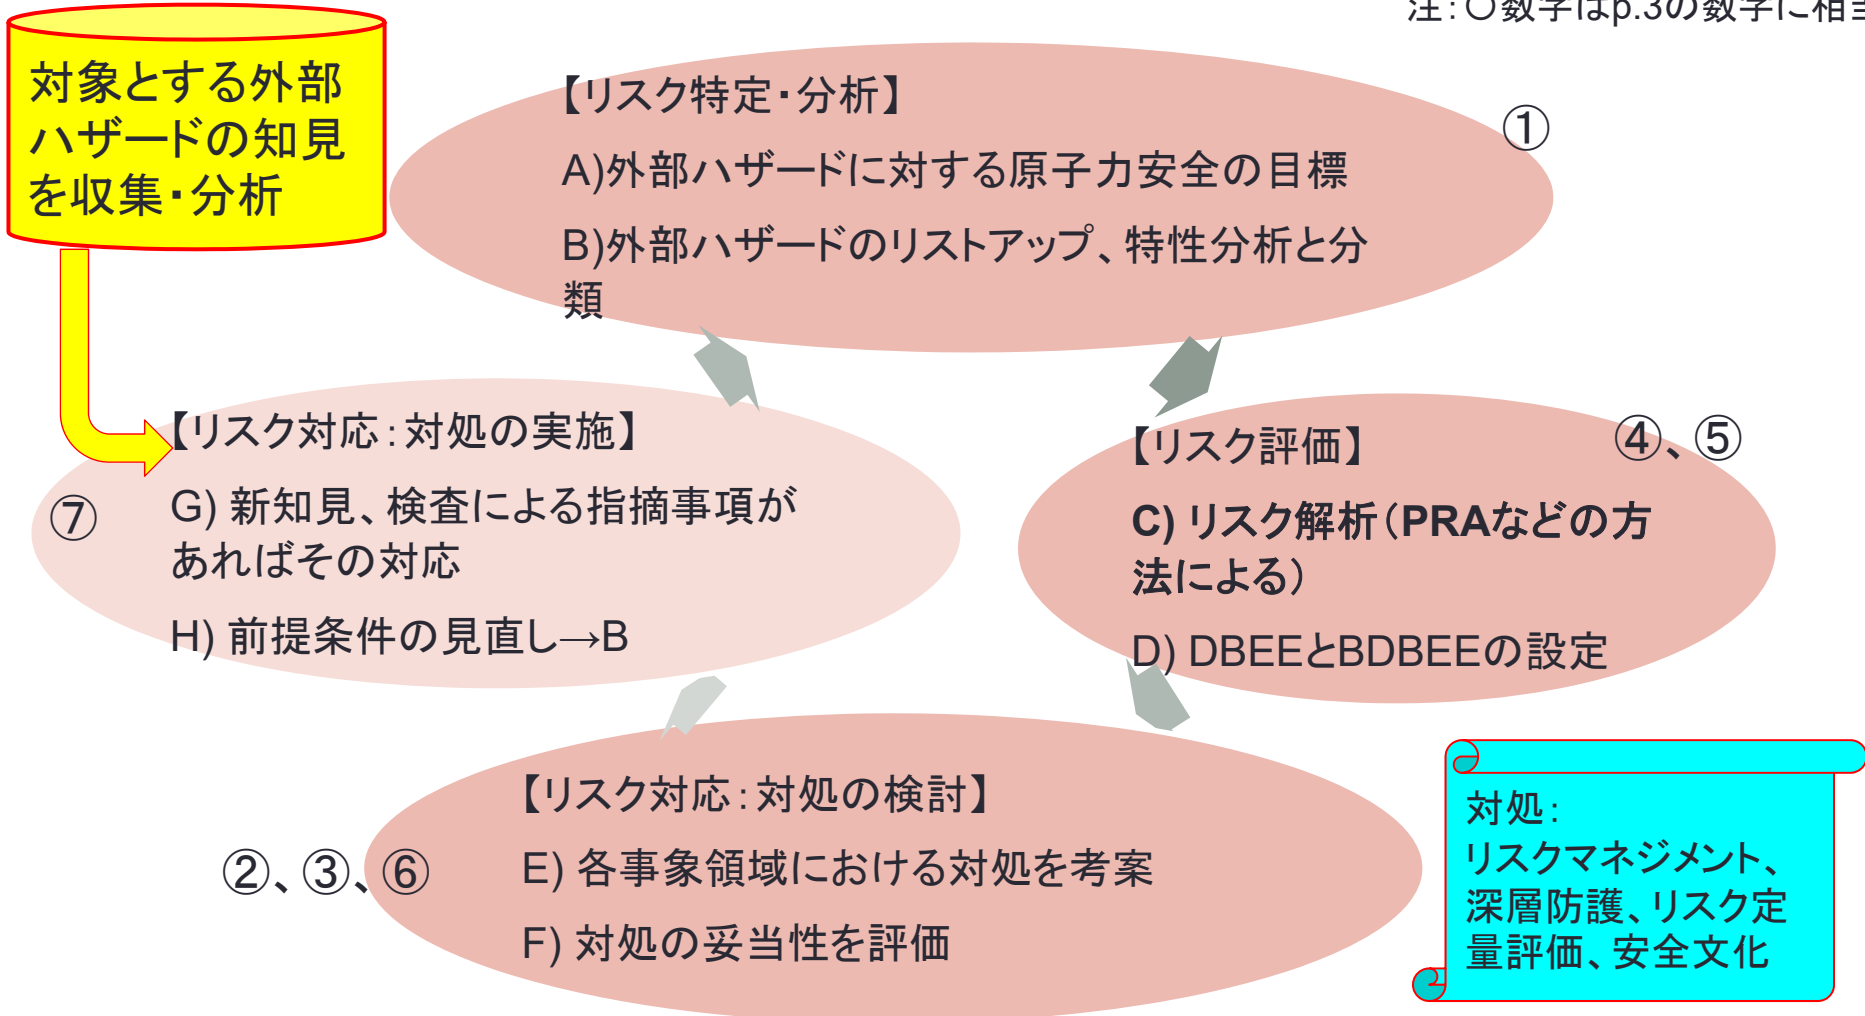 注：○数字はp.3の数字に相当
対象とする外部
ハザードの知見
を収集・分析
【リスク特定・分析】
①
A)外部ハザードに対する原子力安全の目標
B)外部ハザードのリストアップ、特性分析と分
類
【リスク対応：対処の実施】
⑦
G) 新知見、検査による指摘事項が
あればその対応
H) 前提条件の見直し→B
【リスク評価】
④、⑤
C) リスク解析（PRAなどの方
法による）
D) DBEEとBDBEEの設定
【リスク対応：対処の検討】
②、③、⑥
E) 各事象領域における対処を考案
F) 対処の妥当性を評価
対処：
リスクマネジメント、
深層防護、リスク定
量評価、安全文化